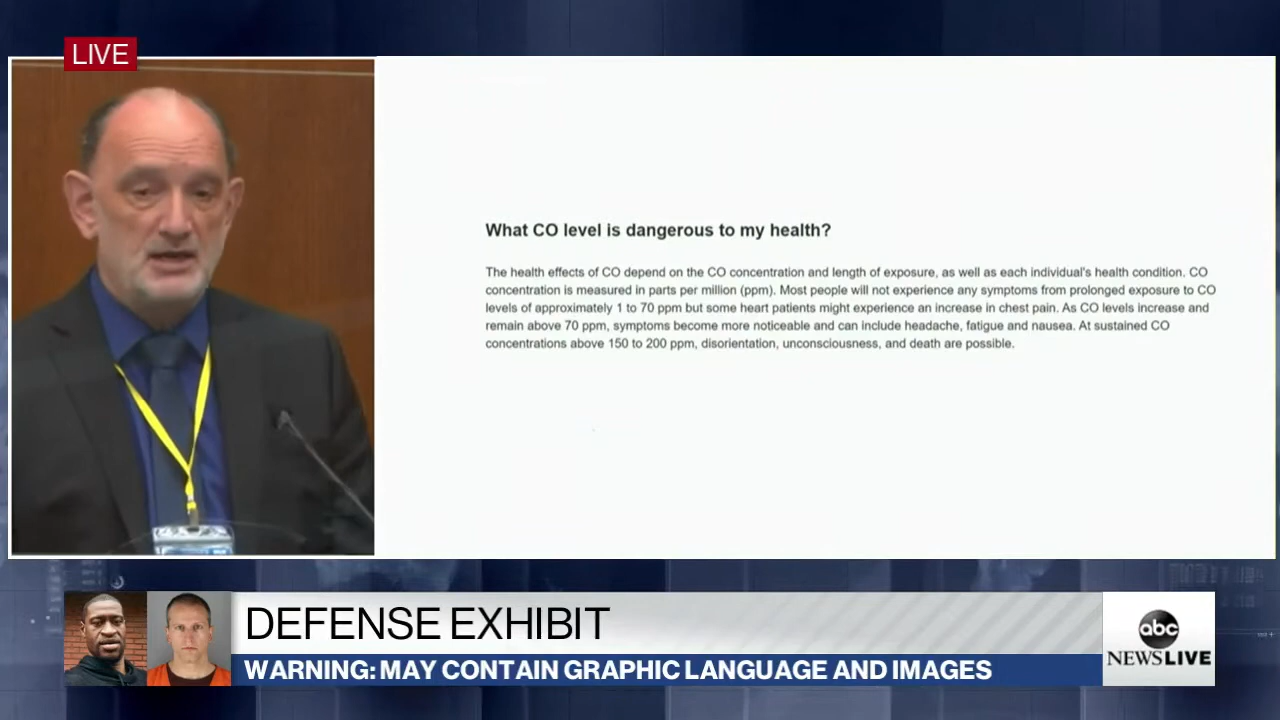 LIVE
What CO level is dangerous to my health?
The health effects of CO depend on the CO concentration and length of exposure, as well as each individual's health condition. CO
concentration is measured in parts per million (ppm). Most people will not experience any symptoms from prolonged exposure to CO
levels of approximately 1 to 70 ppm but some heart patients might experience an increase in chest pain. As CO levels increase and
remain above 70 ppm, symptoms become more noticeable and can include headache, fatigue and nausea. At sustained CO
concentrations above 150 to 200 ppm, disorientation, unconsciousness, and death are possible.
DEFENSE EXHIBIT
WARNING: MAY CONTAIN GRAPHIC LANGUAGE AND IMAGES
abc
NEWSLIVE